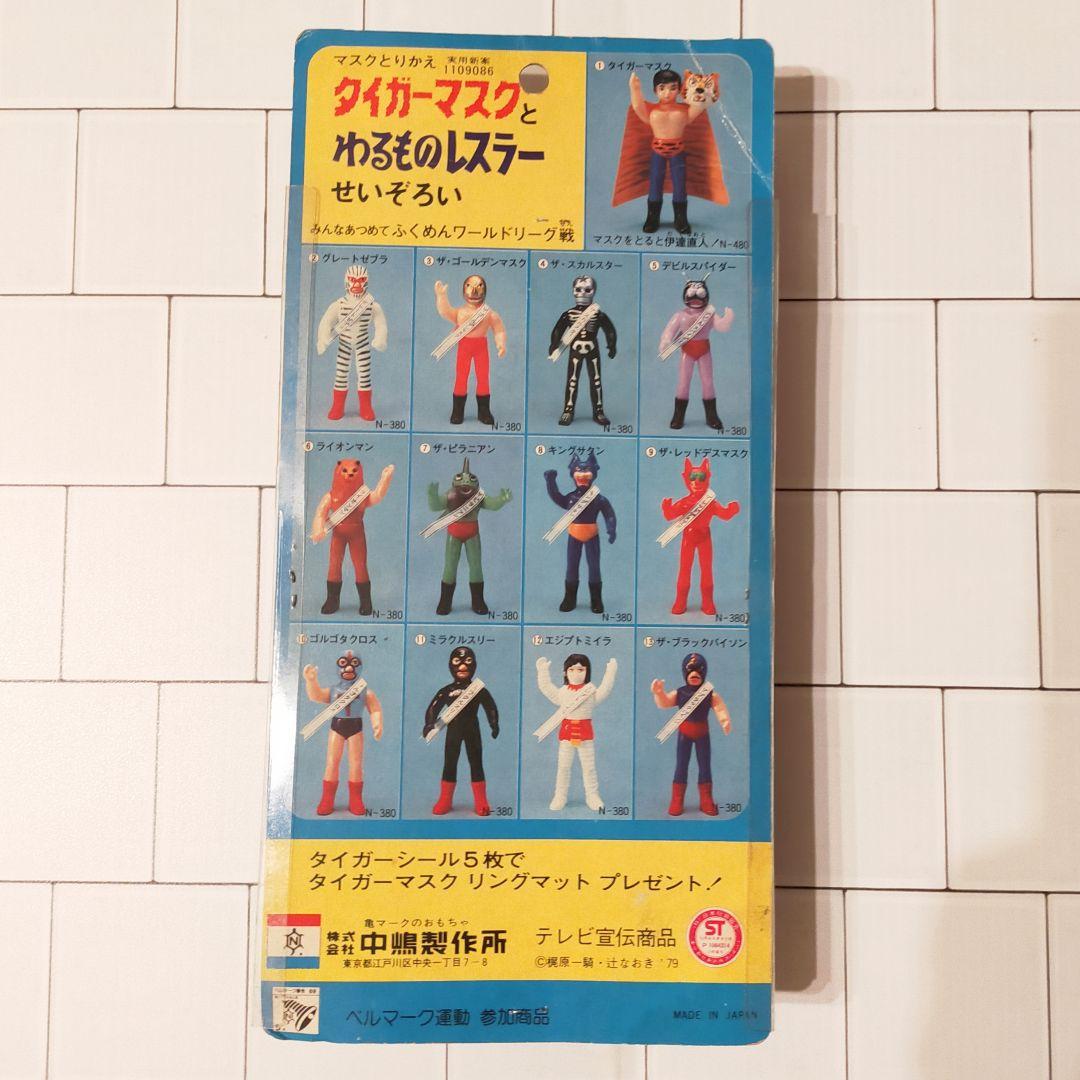 マスクとりかえ 実用新案 1109086
タイガーマスクと
わるものレスラー
せいぞろい
みんなあつめて ふくめんワールドリーグ戦
①タイガーマスク
マスクをとると伊達直人! N-480
②グレートゼブラ
N-380
③ザ・ゴールデンマスク
N-380
④ザ・スカルスター
N-380
⑤デビルスパイダー
N-380
⑥ライオンマン
N-380
⑦ザ・ピラニアン
N-380
⑧キングサタン
N-380
⑨ザ・レッドデスマスク
N-380
⑩ゴルゴタクロス
N-380
⑪ミラクルスリー
N-380
⑫エジプトミイラ
N-380
⑬ザ・ブラックバイソン
N-380
タイガーシール5枚で
タイガーマスク リングマット プレゼント!
亀マークのおもちゃ
株式会社 中嶋製作所
東京都江戸川区中央一丁目7-8
テレビ宣伝商品
©梶原一騎・辻なおき '79
ST
ベルマーク運動 参加商品
MADE IN JAPAN